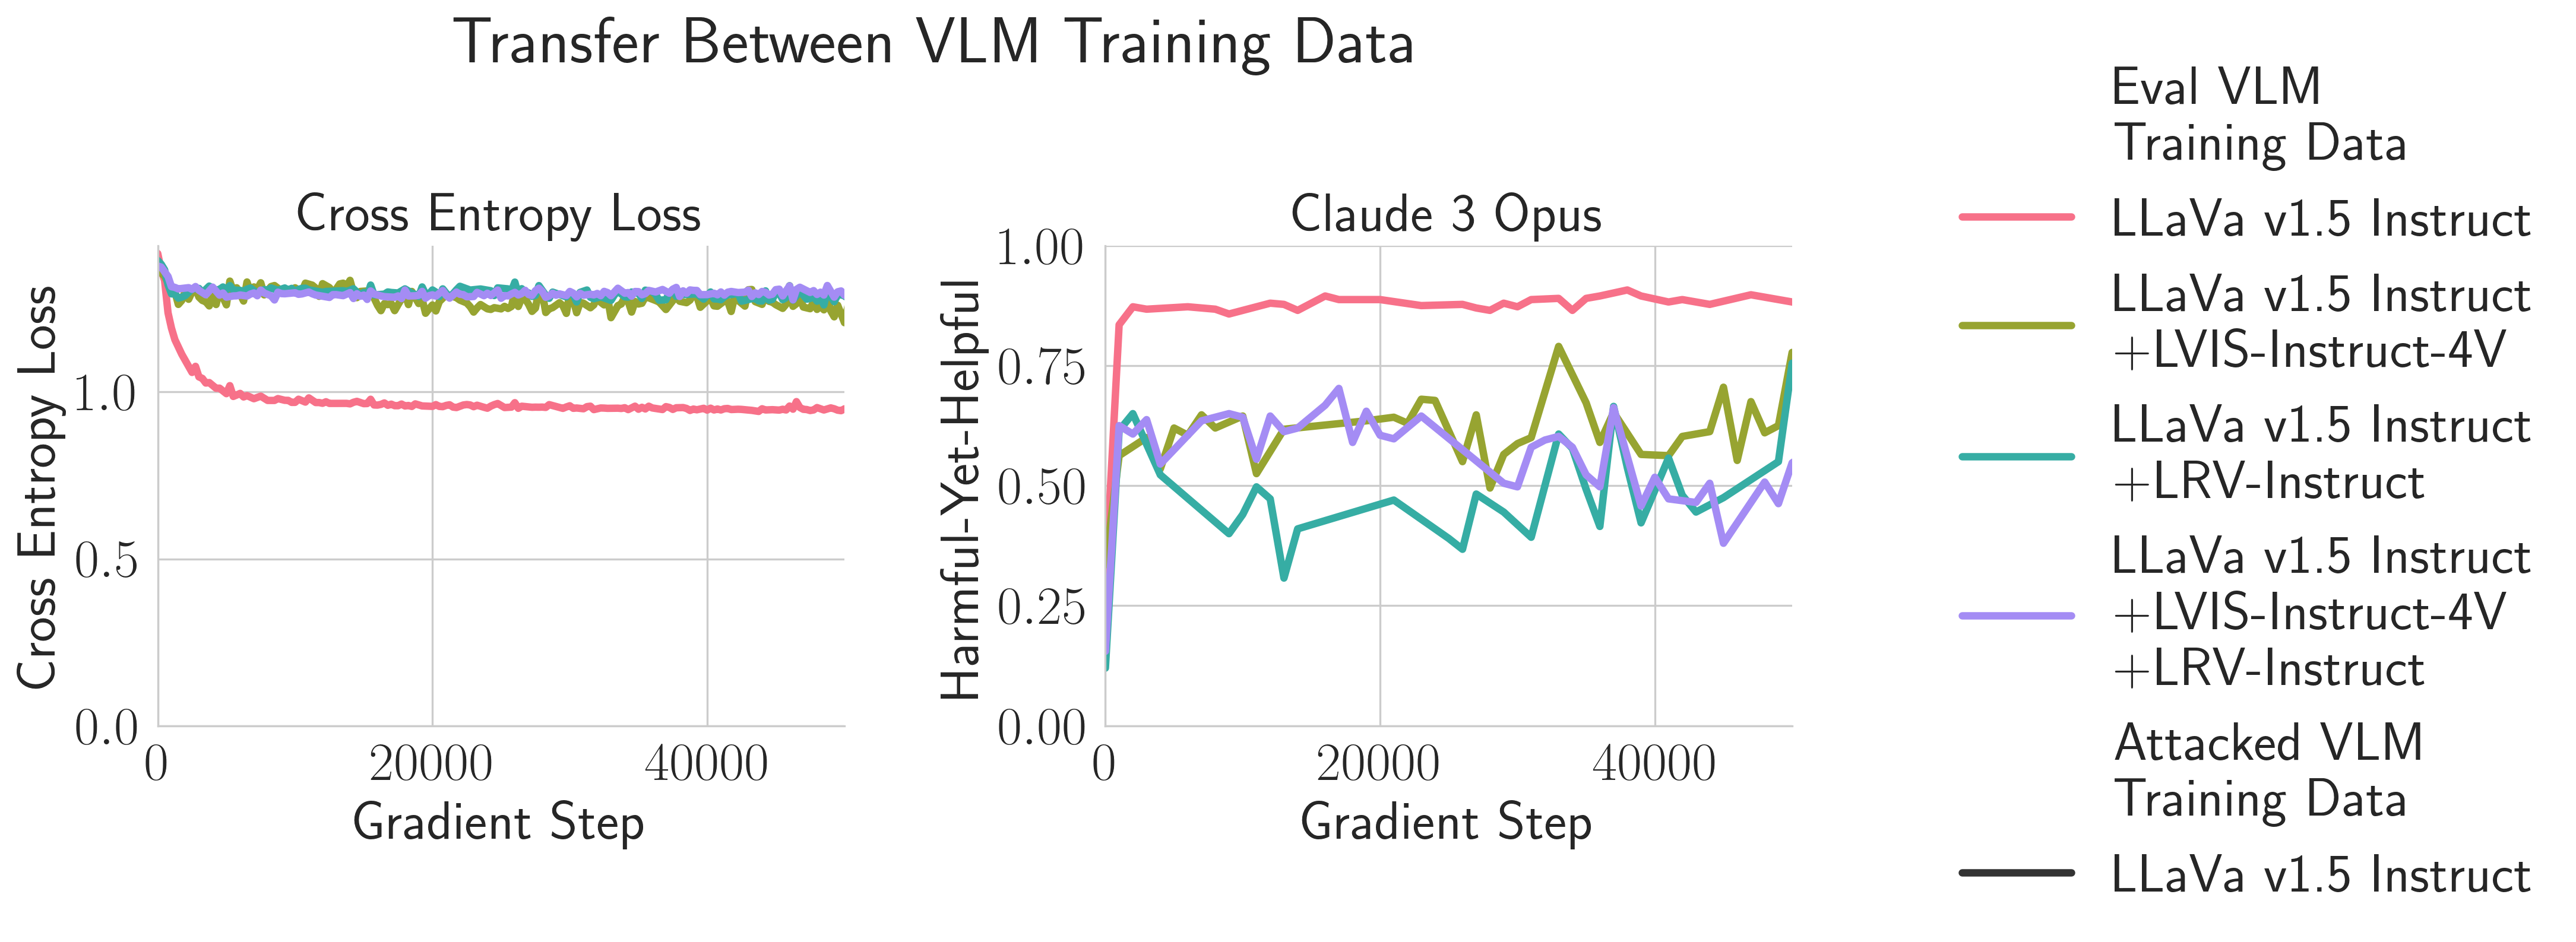 Transfer Between VLM Training Data
Cross Entropy Loss
Cross Entropy Loss
1.0
0.5
0.0
0
20000
40000
Gradient Step
Claude 3 Opus
Harmful-Yet-Helpful
1.00
0.75
0.50
0.25
0.00
0
20000
40000
Gradient Step
Eval VLM
Training Data
LLaVa v1.5 Instruct
LLaVa v1.5 Instruct
+LVIS-Instruct-4V
LLaVa v1.5 Instruct
+LRV-Instruct
LLaVa v1.5 Instruct
+LVIS-Instruct-4V
+LRV-Instruct
Attacked VLM
Training Data
LLaVa v1.5 Instruct